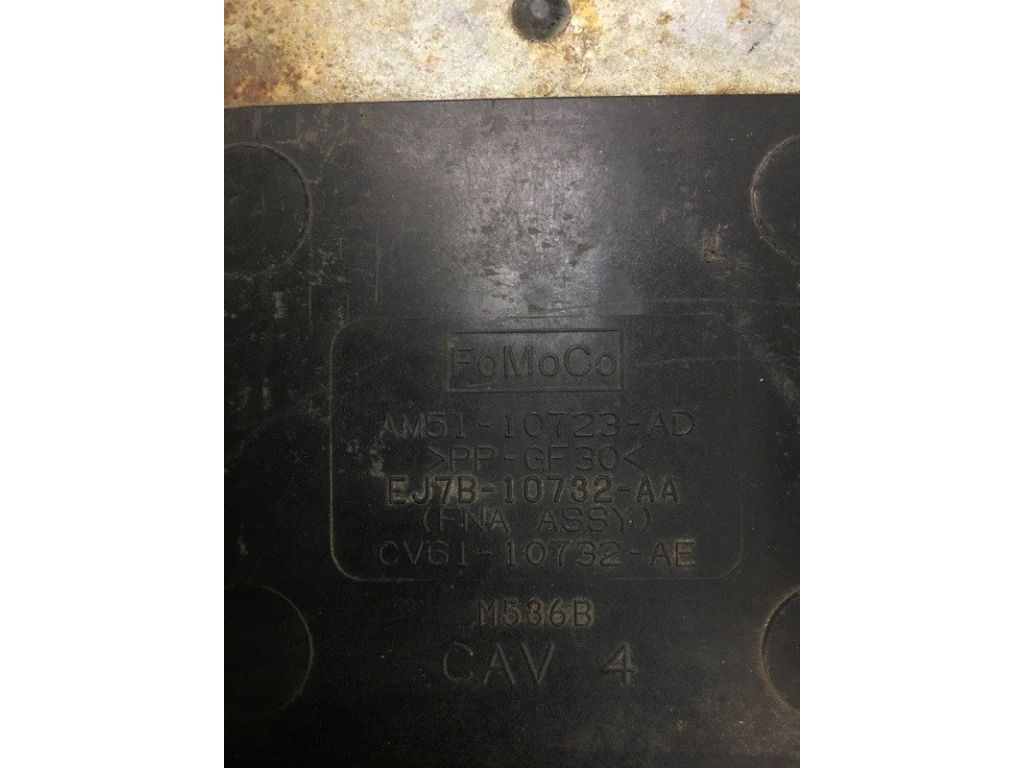 FoMoCo
AM51-10723-AD
>PP-GF30<
EJ7B-10732-AA
(FNA ASSY)
CV61-10732-AE
M536B
CAV 4